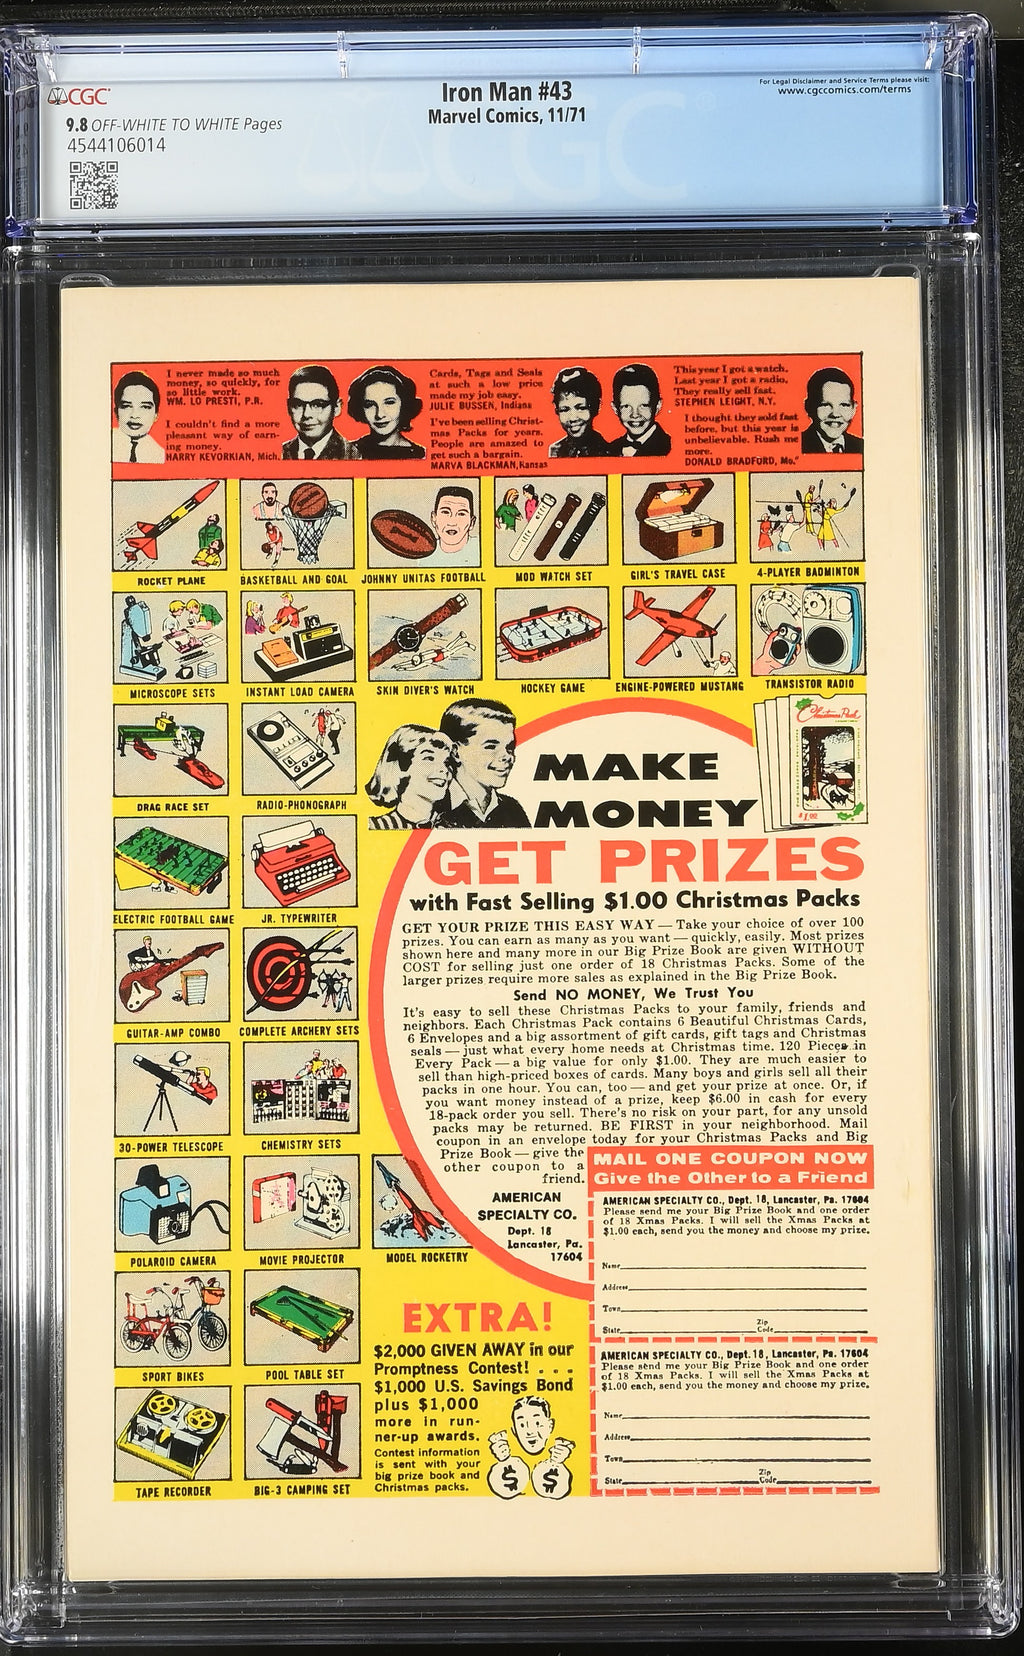 CGC
Iron Man #43
Marvel Comics, 11/71
For Legal Disclaimer and Service Terms please visit:
www.cgccomics.com/terms
9.8 OFF-WHITE TO WHITE Pages
4544106014
I never made so much
money, so quickly, for
so little work.
WM. LO PRESTI, P.R.
I couldn't find a more
pleasant way of earn-
ing money.
HARRY KEVORKIAN, Mich.
Cards, Tags and Seals
at such a low price
made my job easy.
JULIE BUSSEN, Indiana
I've been selling Christ-
mas Packs for years.
People are amazed to
get such a bargain.
MARVA BLACKMAN, Kansas
This year I got a watch.
Last year I got a radio.
They really sell fast.
STEPHEN LEIGHT, N.Y.
I thought they sold fast
before, but this year is
unbelievable. Rush me
more.
DONALD BRADFORD, Mo."
ROCKET PLANE
BASKETBALL AND GOAL
JOHNNY UNITAS FOOTBALL
MOD WATCH SET
GIRL'S TRAVEL CASE
4-PLAYER BADMINTON
MICROSCOPE SETS
INSTANT LOAD CAMERA
SKIN DIVER'S WATCH
HOCKEY GAME
ENGINE-POWERED MUSTANG
TRANSISTOR RADIO
DRAG RACE SET
RADIO-PHONOGRAPH
ELECTRIC FOOTBALL GAME
JR. TYPEWRITER
GUITAR-AMP COMBO
COMPLETE ARCHERY SETS
30-POWER TELESCOPE
CHEMISTRY SETS
POLAROID CAMERA
MOVIE PROJECTOR
MODEL ROCKETRY
SPORT BIKES
POOL TABLE SET
TAPE RECORDER
BIG-3 CAMPING SET
Christmas Pack
$1.00
MAKE
MONEY
GET PRIZES
with Fast Selling $1.00 Christmas Packs
GET YOUR PRIZE THIS EASY WAY — Take your choice of over 100
prizes. You can earn as many as you want — quickly, easily. Most prizes
shown here and many more in our Big Prize Book are given WITHOUT
COST for selling just one order of 18 Christmas Packs. Some of the
larger prizes require more sales as explained in the Big Prize Book.
Send NO MONEY, We Trust You
It's easy to sell these Christmas Packs to your family, friends and
neighbors. Each Christmas Pack contains 6 Beautiful Christmas Cards,
6 Envelopes and a big assortment of gift cards, gift tags and Christmas
seals — just what every home needs at Christmas time. 120 Pieces in
Every Pack — a big value for only $1.00. They are much easier to
sell than high-priced boxes of cards. Many boys and girls sell all their
packs in one hour. You can, too — and get your prize at once. Or, if
you want money instead of a prize, keep $6.00 in cash for every
18-pack order you sell. There's no risk on your part, for any unsold
packs may be returned. BE FIRST in your neighborhood. Mail
coupon in an envelope today for your Christmas Packs and Big
Prize Book — give the
other coupon to a
friend.
AMERICAN
SPECIALTY CO.
Dept. 18
Lancaster, Pa.
17604
MAIL ONE COUPON NOW
Give the Other to a Friend
AMERICAN SPECIALTY CO., Dept. 18, Lancaster, Pa. 17604
Please send me your Big Prize Book and one order
of 18 Xmas Packs. I will sell the Xmas Packs at
$1.00 each, send you the money and choose my prize.
Name
Address
Town
State Zip Code
AMERICAN SPECIALTY CO., Dept. 18, Lancaster, Pa. 17604
Please send me your Big Prize Book and one order
of 18 Xmas Packs. I will sell the Xmas Packs at
$1.00 each, send you the money and choose my prize.
Name
Address
Town
State Zip Code
EXTRA!
$2,000 GIVEN AWAY in our
Promptness Contest! . . .
$1,000 U.S. Savings Bond
plus $1,000
more in run-
ner-up awards.
Contest information
is sent with your
big prize book and
Christmas packs.
$ $